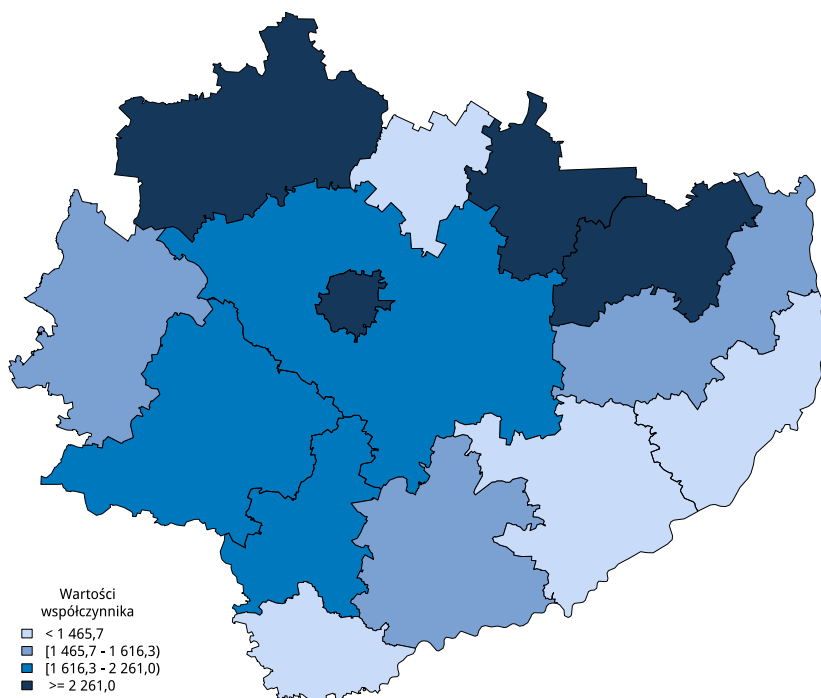 Wartości
współczynnika
< 1 465,7
[1 465,7 - 1 616,3)
[1 616,3 - 2 261,0)
>= 2 261,0